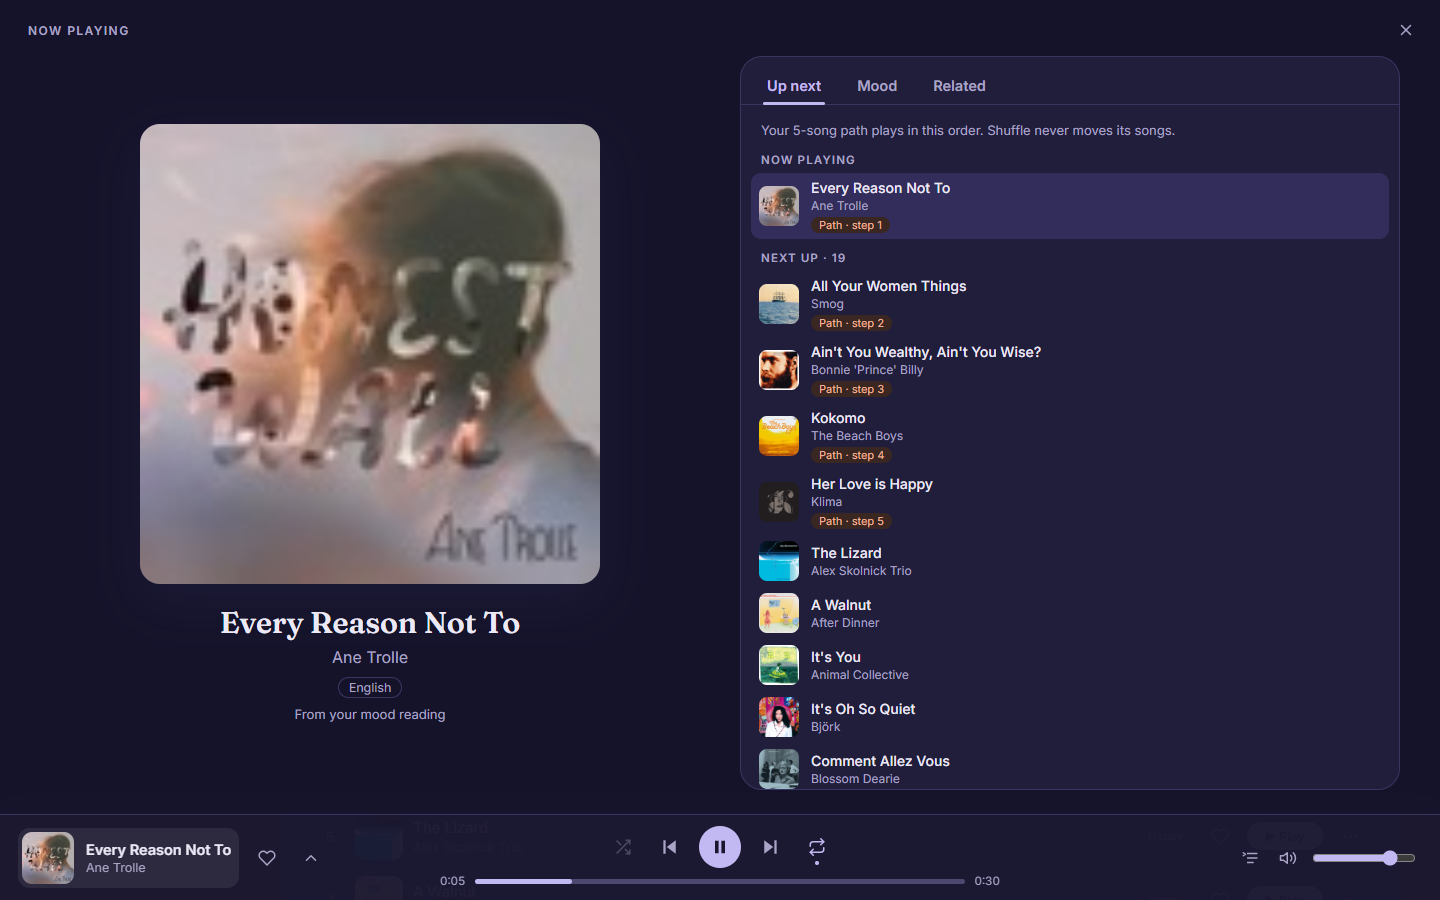 NOW PLAYING
HONEST
WALL
ANE TROLLE
Every Reason Not To
Ane Trolle
English
From your mood reading
Up next
Mood
Related
Your 5-song path plays in this order. Shuffle never moves its songs.
NOW PLAYING
Every Reason Not To
Ane Trolle
Path · step 1
NEXT UP · 19
All Your Women Things
Smog
Path · step 2
Ain't You Wealthy, Ain't You Wise?
Bonnie 'Prince' Billy
Path · step 3
Kokomo
The Beach Boys
Path · step 4
Her Love is Happy
Klima
Path · step 5
The Lizard
Alex Skolnick Trio
A Walnut
After Dinner
It's You
Animal Collective
It's Oh So Quiet
Björk
Comment Allez Vous
Blossom Dearie
Every Reason Not To
Ane Trolle
0:05
0:30